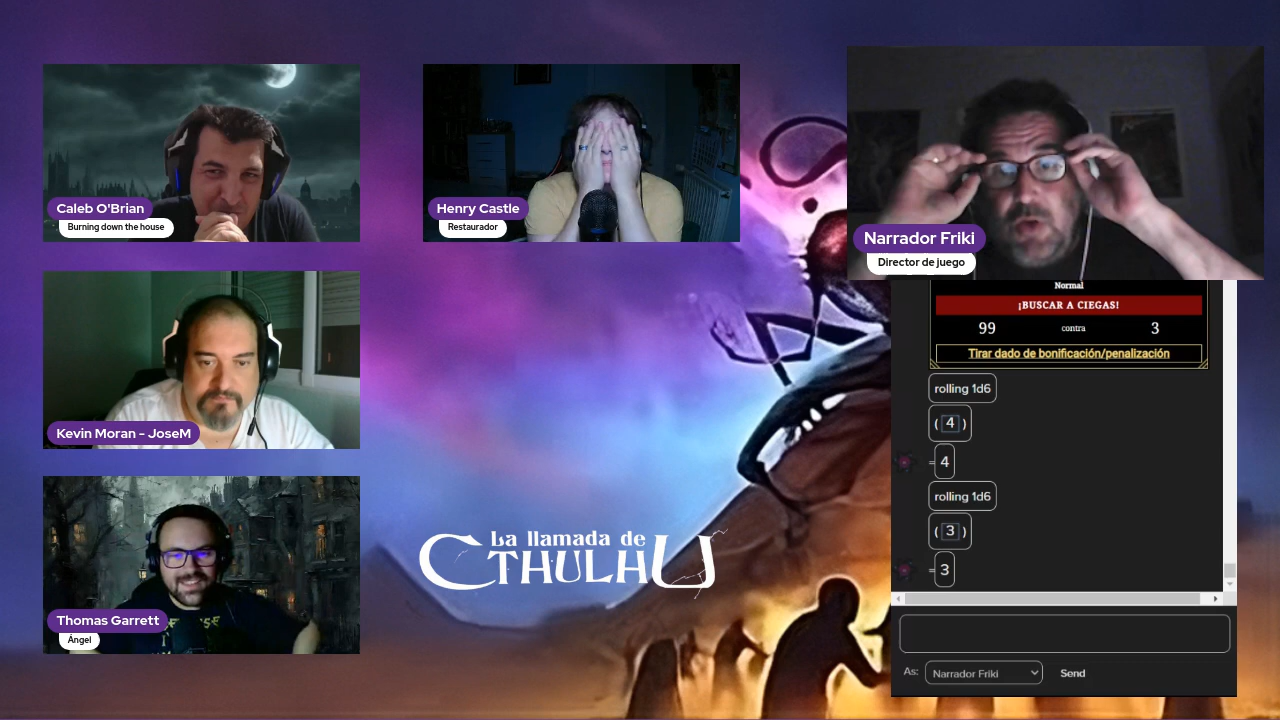 Caleb O'Brian
Burning down the house
Henry Castle
Restaurador
Narrador Friki
Director de juego
Kevin Moran - JoseM
Thomas Garrett
Ángel
La llamada de
CTHULHU
Normal
¡BUSCAR A CIEGAS!
99 contra 3
Tirar dado de bonificación/penalización
rolling 1d6
(4)
=4
rolling 1d6
(3)
=3
As: Narrador Friki Send